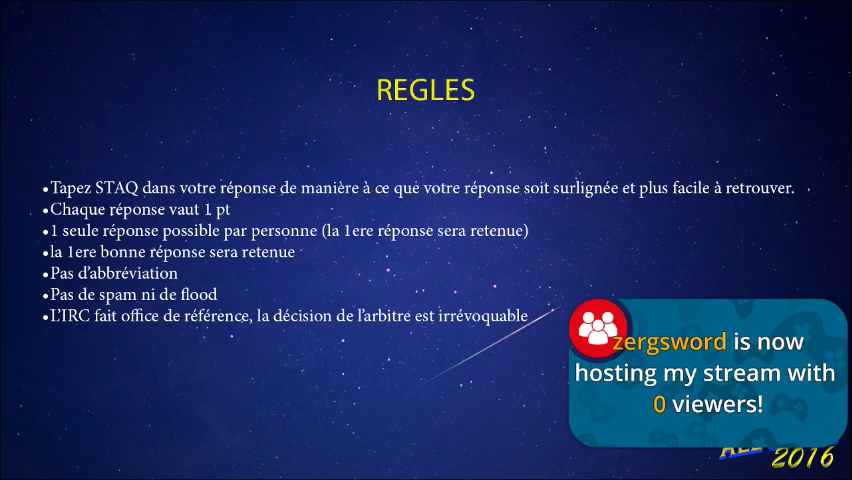 REGLES
•Tapez STAQ dans votre réponse de manière à ce que votre réponse soit surlignée et plus facile à retrouver.
•Chaque réponse vaut 1 pt
•1 seule réponse possible par personne (la 1ere réponse sera retenue)
•la 1ere bonne réponse sera retenue
•Pas d'abbréviation
•Pas de spam ni de flood
•L'IRC fait office de référence, la décision de l'arbitre est irrévoquable
zergsword is now
hosting my stream with
0 viewers!
2016